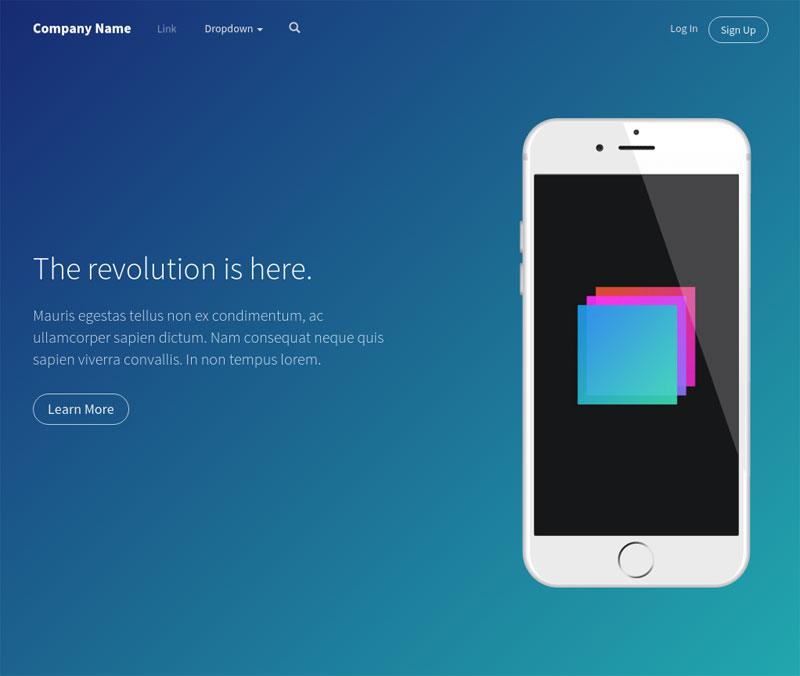 Company Name Link Dropdown Log In Sign Up
The revolution is here.
Mauris egestas tellus non ex condimentum, ac
ullamcorper sapien dictum. Nam consequat neque quis
sapien viverra convallis. In non tempus lorem.
Learn More